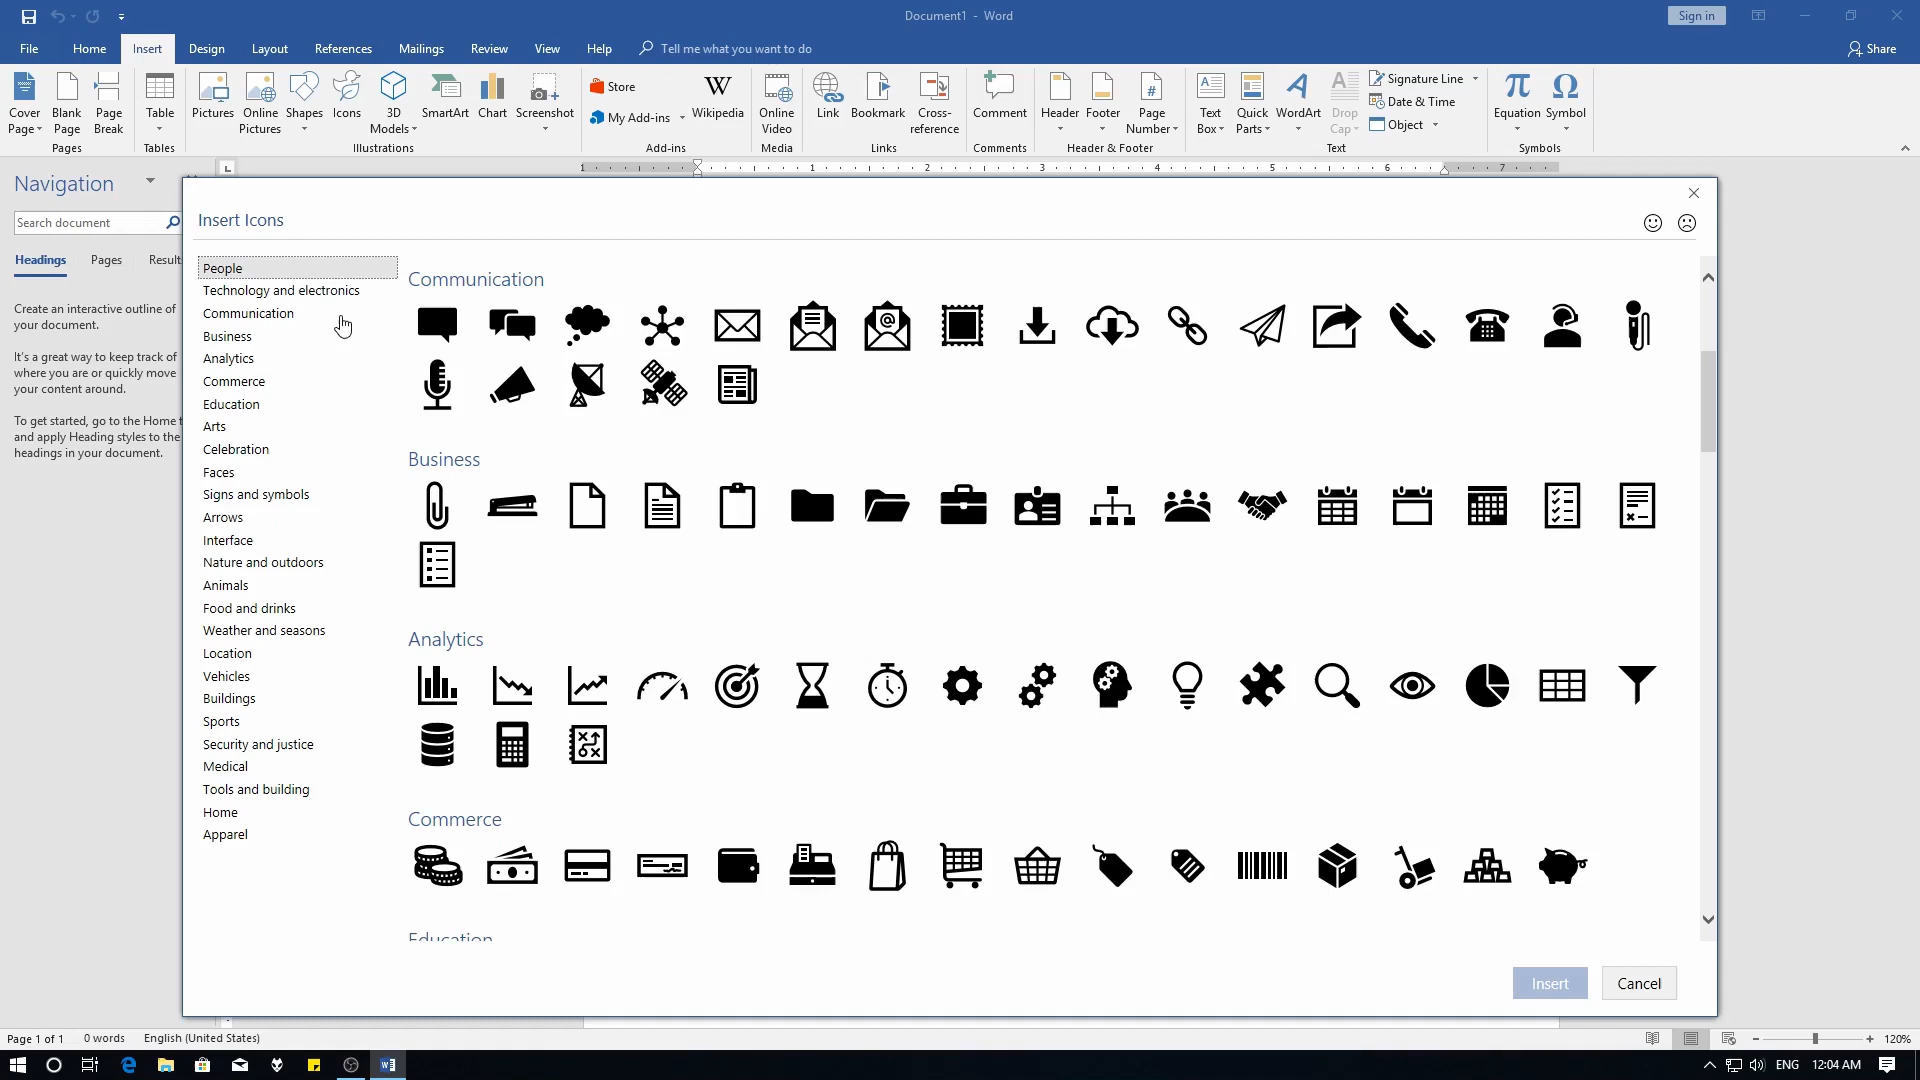 Document1 - Word
Sign in
File Home Insert Design Layout References Mailings Review View Help Tell me what you want to do Share
Cover Page
Blank Page
Page Break
Pages
Table
Tables
Pictures
Online Pictures
Shapes
Icons
3D Models
SmartArt
Chart
Screenshot
Illustrations
Store
My Add-ins
Wikipedia
Add-ins
Online Video
Media
Link
Bookmark
Cross-reference
Links
Comment
Comments
Header
Footer
Page Number
Header & Footer
Text Box
Quick Parts
WordArt
Drop Cap
Signature Line
Date & Time
Object
Text
Equation
Symbol
Symbols
1 1 2 3 4 5 6 7
Navigation
Search document
Headings Pages Result
Create an interactive outline of
your document.
It's a great way to keep track of
where you are or quickly move
your content around.
To get started, go to the Home t
and apply Heading styles to the
headings in your document.
Insert Icons
People
Technology and electronics
Communication
Business
Analytics
Commerce
Education
Arts
Celebration
Faces
Signs and symbols
Arrows
Interface
Nature and outdoors
Animals
Food and drinks
Weather and seasons
Location
Vehicles
Buildings
Sports
Security and justice
Medical
Tools and building
Home
Apparel
Communication
Business
Analytics
Commerce
Education
Insert
Cancel
Page 1 of 1 0 words English (United States) 120%
ENG 12:04 AM